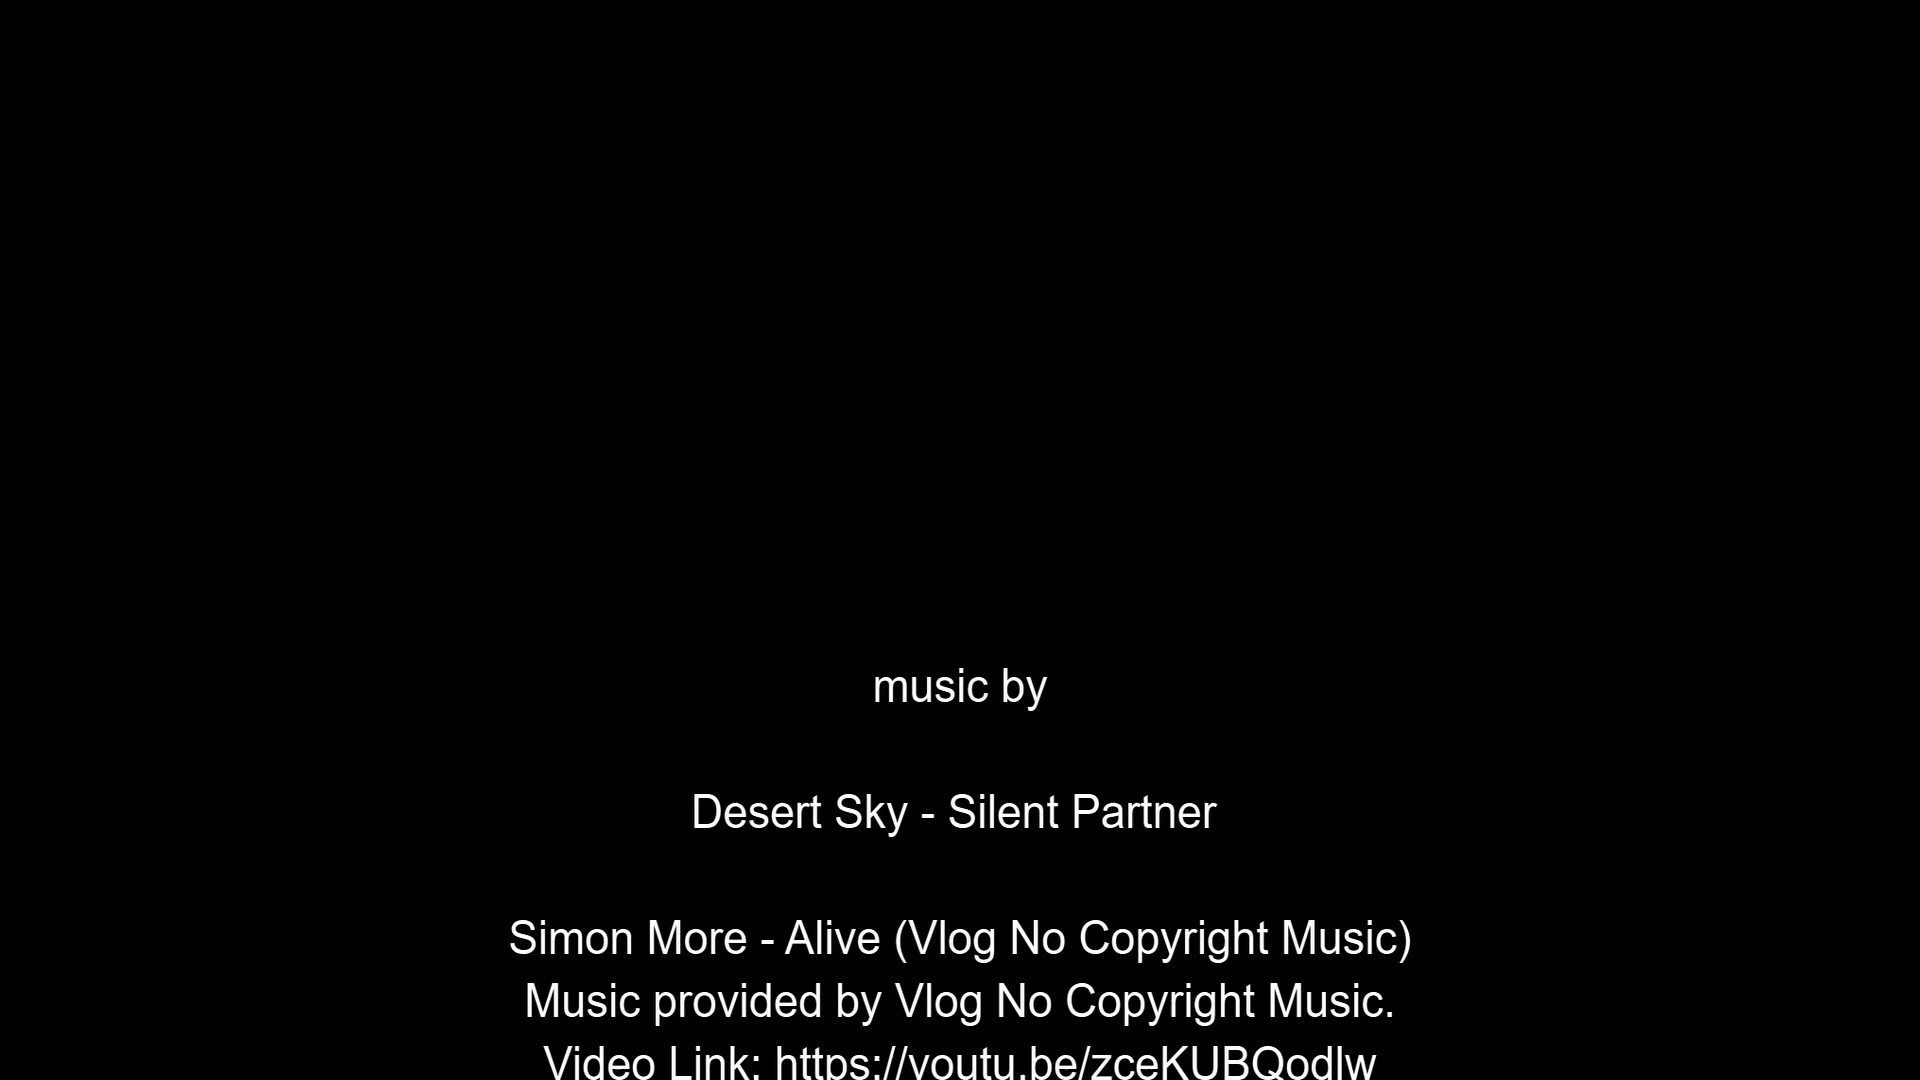 music by
Desert Sky - Silent Partner
Simon More - Alive (Vlog No Copyright Music)
Music provided by Vlog No Copyright Music.
Video Link: https://youtu.be/zceKUBQodlw